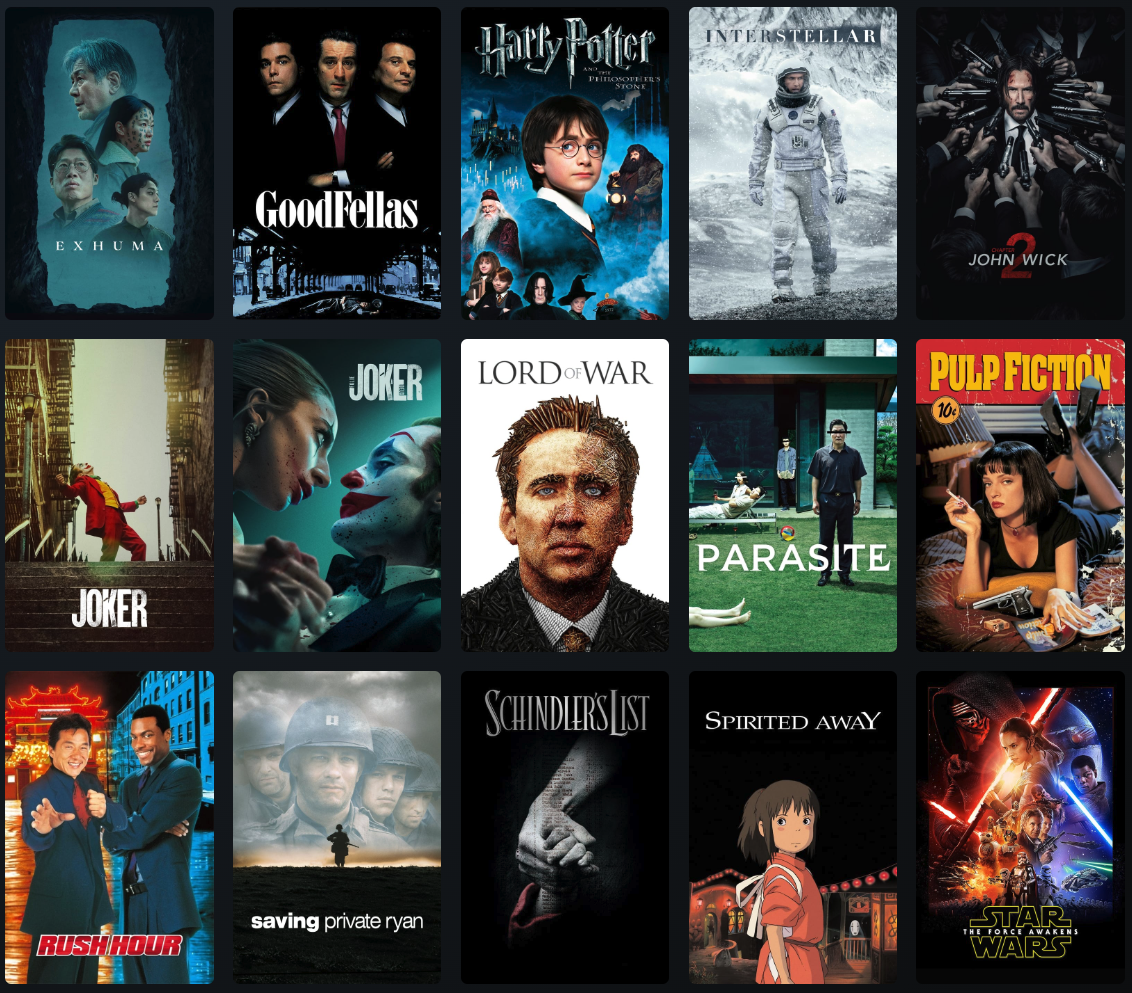 EXHUMA
GoodFellas
Harry Potter
AND THE
PHILOSOPHER'S
STONE
INTERSTELLAR
CHAPTER
2
JOHN WICK
JOKER
JOKER
LORD OF WAR
PARASITE
PULP FICTION
10¢
RUSH HOUR
saving private ryan
SCHINDLER'S LIST
SPIRITED AWAY
STAR
THE FORCE AWAKENS
WARS